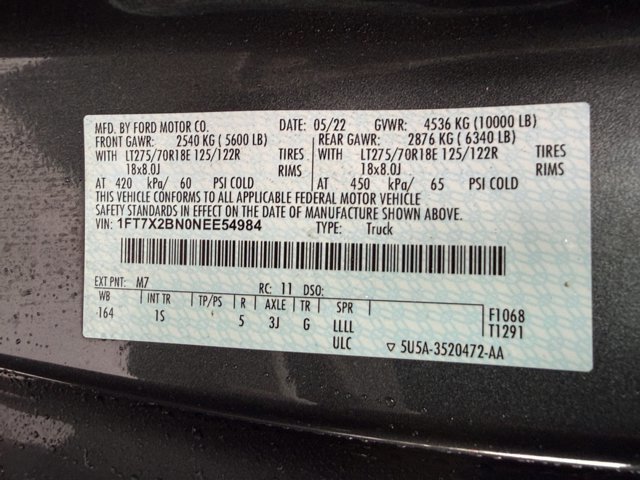 MFD. BY FORD MOTOR CO. DATE: 05/22 GVWR: 4536 KG (10000 LB)
FRONT GAWR: 2540 KG ( 5600 LB) REAR GAWR: 2876 KG ( 6340 LB)
WITH LT275/70R18E 125/122R TIRES WITH LT275/70R18E 125/122R TIRES
18x8.0J RIMS 18x8.0J RIMS
AT 420 kPa/ 60 PSI COLD AT 450 kPa/ 65 PSI COLD
THIS VEHICLE CONFORMS TO ALL APPLICABLE FEDERAL MOTOR VEHICLE
SAFETY STANDARDS IN EFFECT ON THE DATE OF MANUFACTURE SHOWN ABOVE.
VIN: 1FT7X2BN0NEE54984 TYPE: Truck
EXT PNT: M7 RC: 11 DSO:
WB INT TR TP/PS R AXLE TR SPR F1068
164 1S 5 3J G LLLL T1291
ULC ▽ 5U5A-3520472-AA